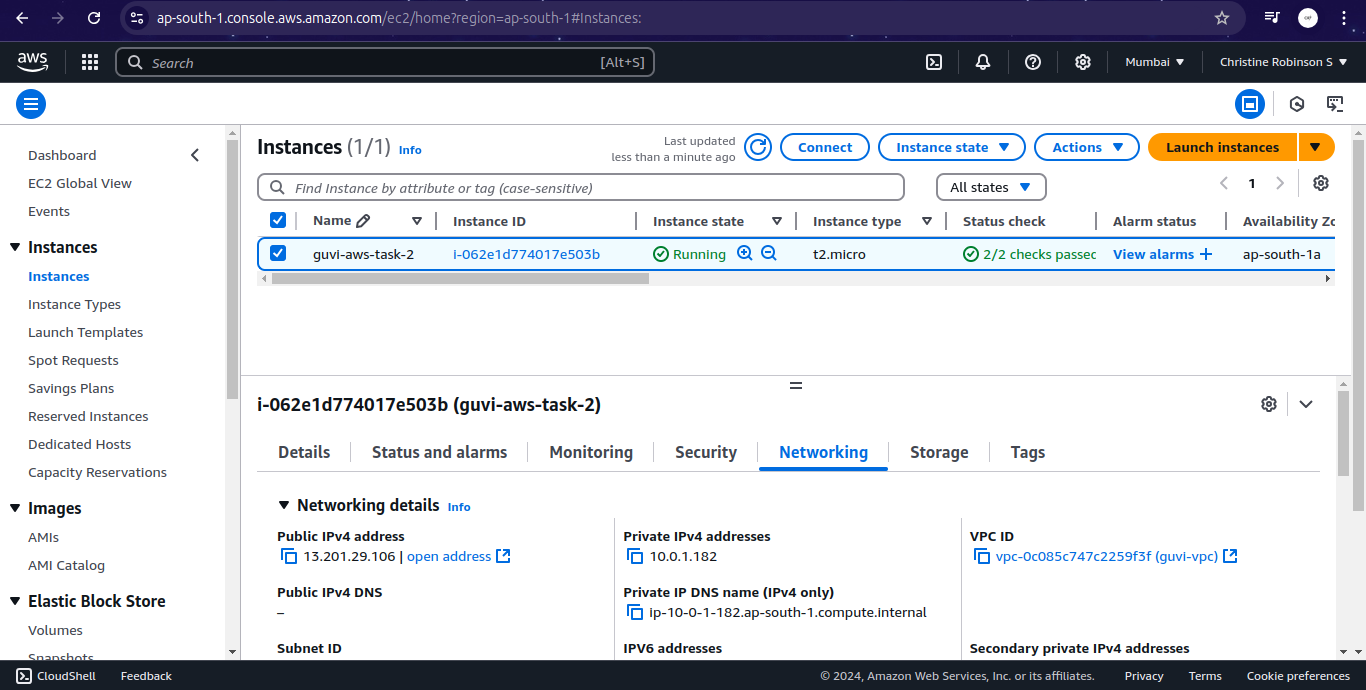 ap-south-1.console.aws.amazon.com/ec2/home?region=ap-south-1#Instances:
aws
Search
[Alt+S]
Mumbai
Christine Robinson S
Dashboard
EC2 Global View
Events
Instances
Instances
Instance Types
Launch Templates
Spot Requests
Savings Plans
Reserved Instances
Dedicated Hosts
Capacity Reservations
Images
AMIs
AMI Catalog
Elastic Block Store
Volumes
Snapshots
Instances (1/1) Info
Last updated
less than a minute ago
Connect
Instance state
Actions
Launch instances
Find Instance by attribute or tag (case-sensitive)
All states
1
Name Instance ID Instance state Instance type Status check Alarm status Availability Zo
guvi-aws-task-2 i-062e1d774017e503b Running t2.micro 2/2 checks passec View alarms + ap-south-1a
i-062e1d774017e503b (guvi-aws-task-2)
Details Status and alarms Monitoring Security Networking Storage Tags
Networking details Info
Public IPv4 address
13.201.29.106 | open address
Public IPv4 DNS
–
Subnet ID
Private IPv4 addresses
10.0.1.182
Private IP DNS name (IPv4 only)
ip-10-0-1-182.ap-south-1.compute.internal
IPV6 addresses
VPC ID
vpc-0c085c747c2259f3f (guvi-vpc)
Secondary private IPv4 addresses
CloudShell Feedback © 2024, Amazon Web Services, Inc. or its affiliates. Privacy Terms Cookie preferences